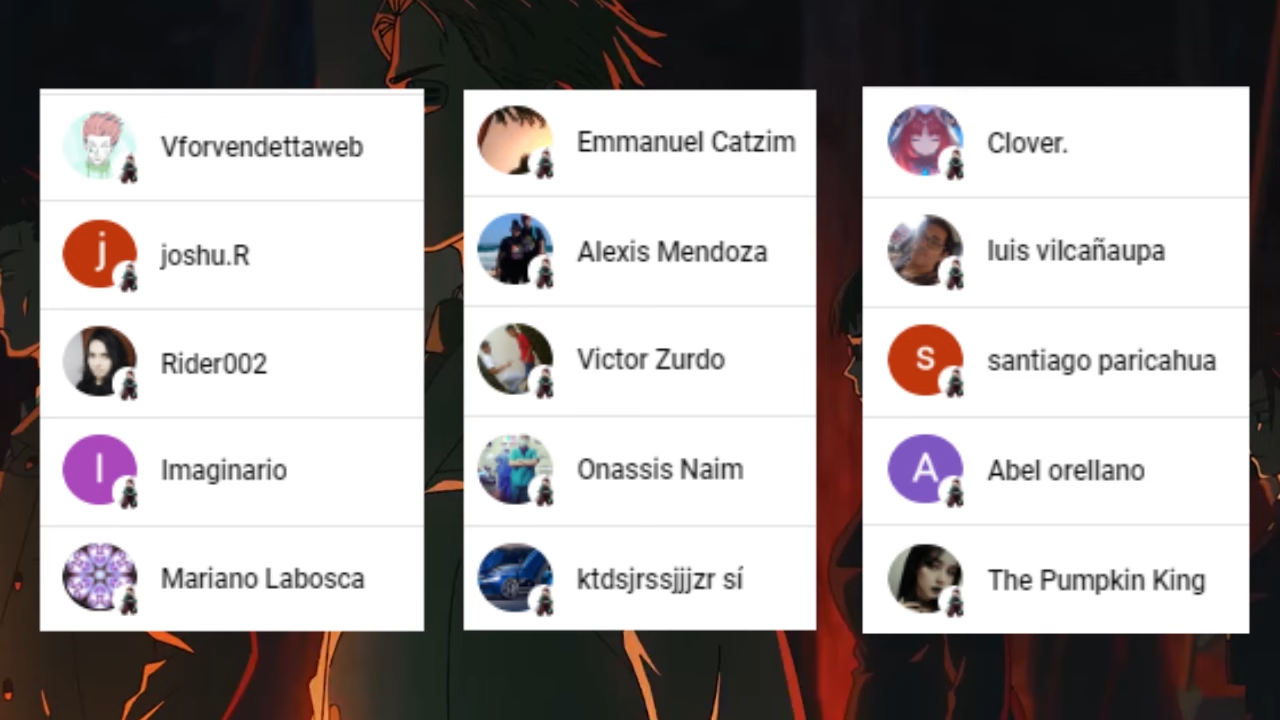 Vforvendettaweb
j
joshu.R
Rider002
I
Imaginario
Mariano Labosca
Emmanuel Catzim
Alexis Mendoza
Victor Zurdo
Onassis Naim
ktdsjrssjjjzr sí
Clover.
luis vilcañaupa
s
santiago paricahua
A
Abel orellano
The Pumpkin King